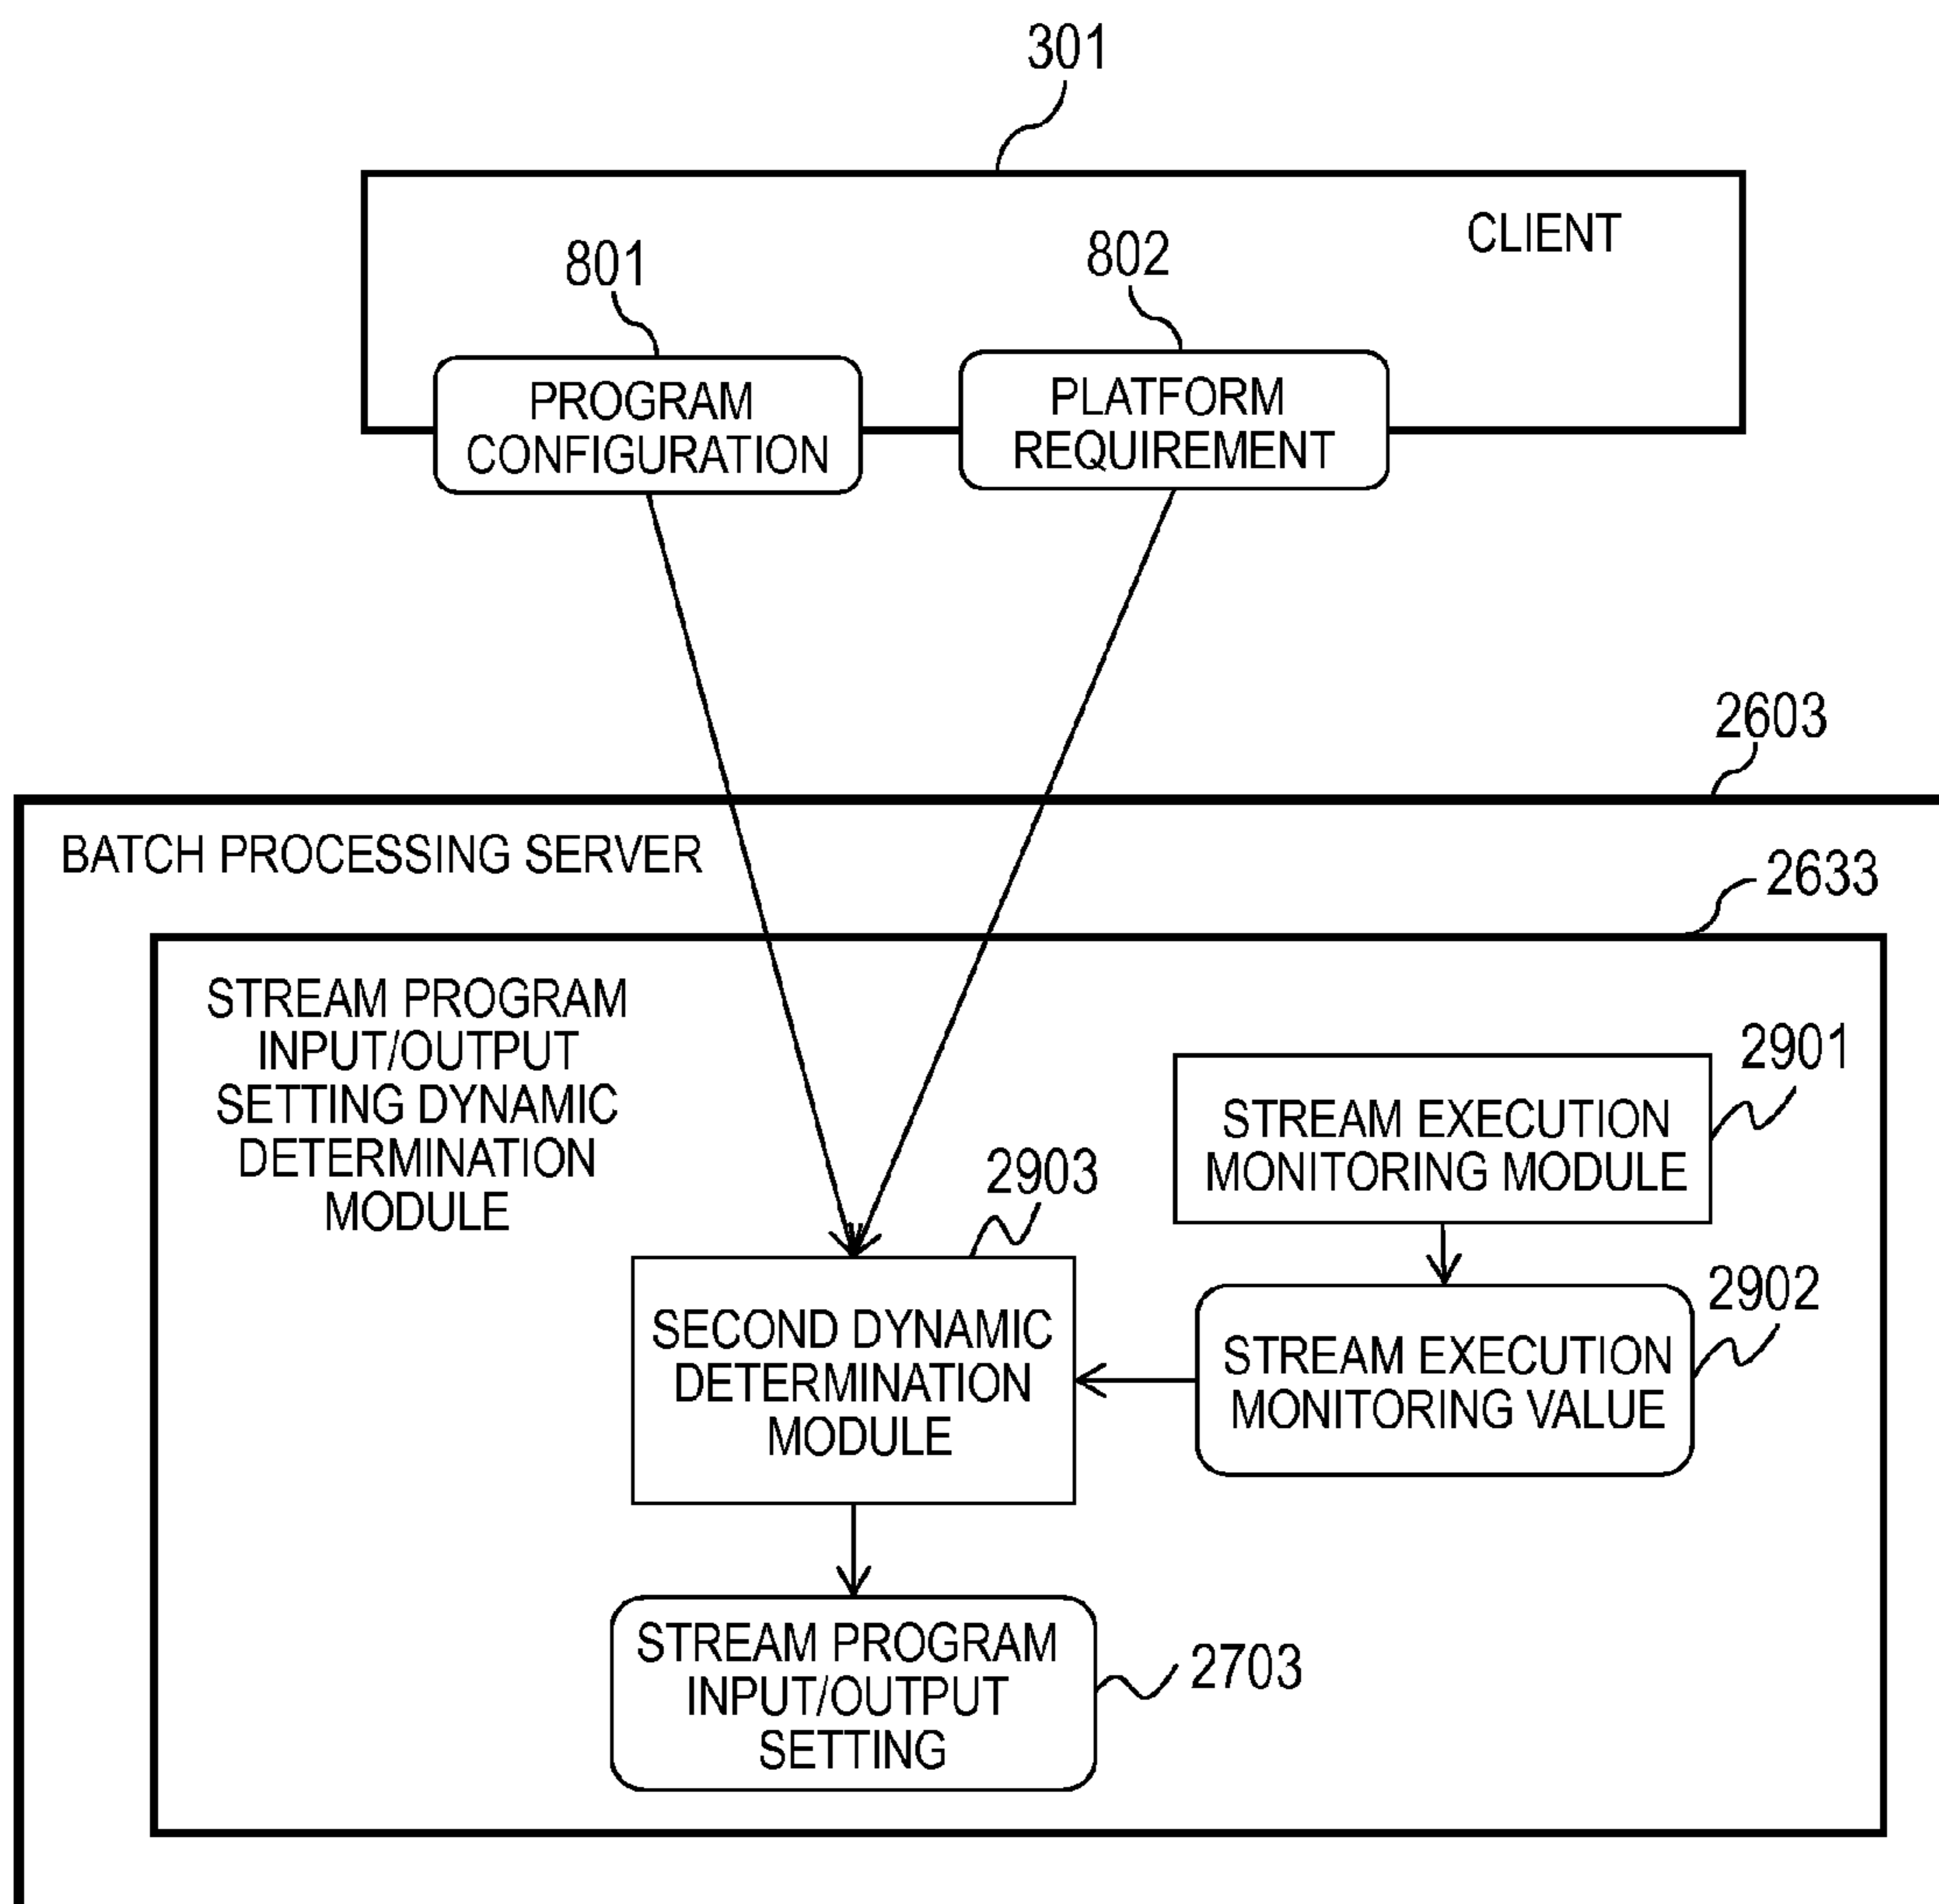 301
CLIENT
801
802
PROGRAM
CONFIGURATION
PLATFORM
REQUIREMENT
2603
BATCH PROCESSING SERVER
2633
STREAM PROGRAM
INPUT/OUTPUT
SETTING DYNAMIC
DETERMINATION
MODULE
2901
STREAM EXECUTION
MONITORING MODULE
2903
2902
SECOND DYNAMIC
DETERMINATION
MODULE
STREAM EXECUTION
MONITORING VALUE
STREAM PROGRAM
INPUT/OUTPUT
SETTING
2703